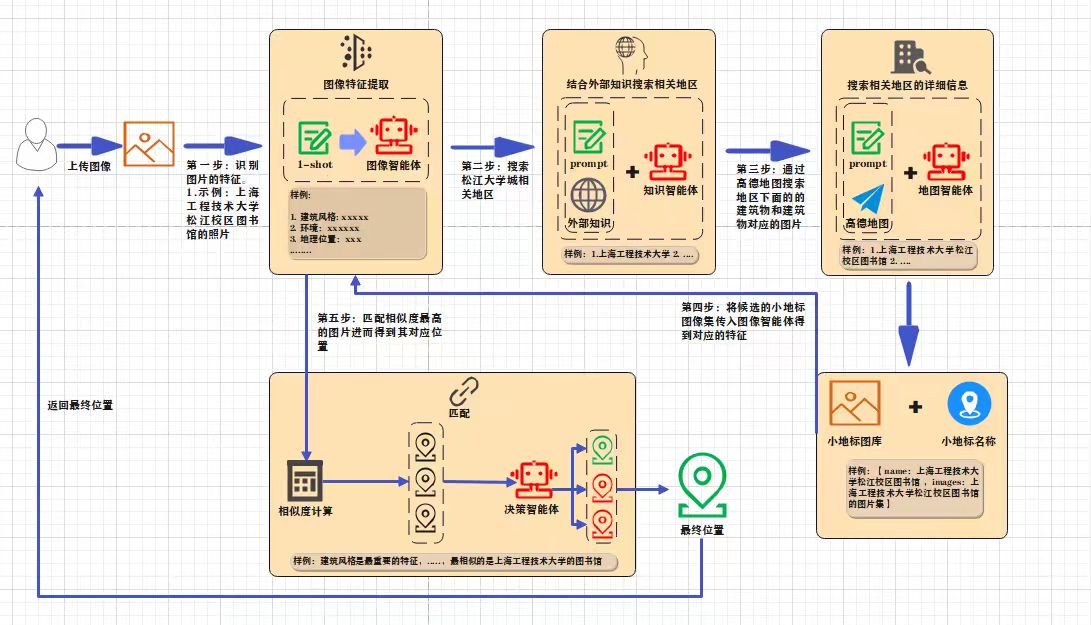 上传图像
第一步：识别
图片的特征。
1.示例：上海
工程技术大学
松江校区图书
馆的照片
图像特征提取
1-shot
图像智能体
样例:
1. 建筑风格: xxxxx
2. 环境: xxxxxx
3. 地理位置: xxx
........
第二步：搜索
松江大学城相
关地区
结合外部知识搜索相关地区
prompt
外部知识
知识智能体
样例：1.上海工程技术大学 2. ....
第三步：通过
高德地图搜索
地区下面的的
建筑物和建筑
物对应的图片
搜索相关地区的详细信息
prompt
高德地图
地图智能体
样例：1.上海工程技术大学松江
校区图书馆 2. ....
第四步：将候选的小地标
图像集传入图像智能体得
到对应的特征
小地标图库
小地标名称
样例：【 name: 上海工程技术大
学松江校区图书馆 ，images: 上
海工程技术大学松江校区图书馆
的图片集 】
第五步：匹配相似度最高
的图片进而得到其对应位
置
匹配
相似度计算
决策智能体
样例：建筑风格是最重要的特征，.....，最相似的是上海工程技术大学的图书馆
最终位置
返回最终位置